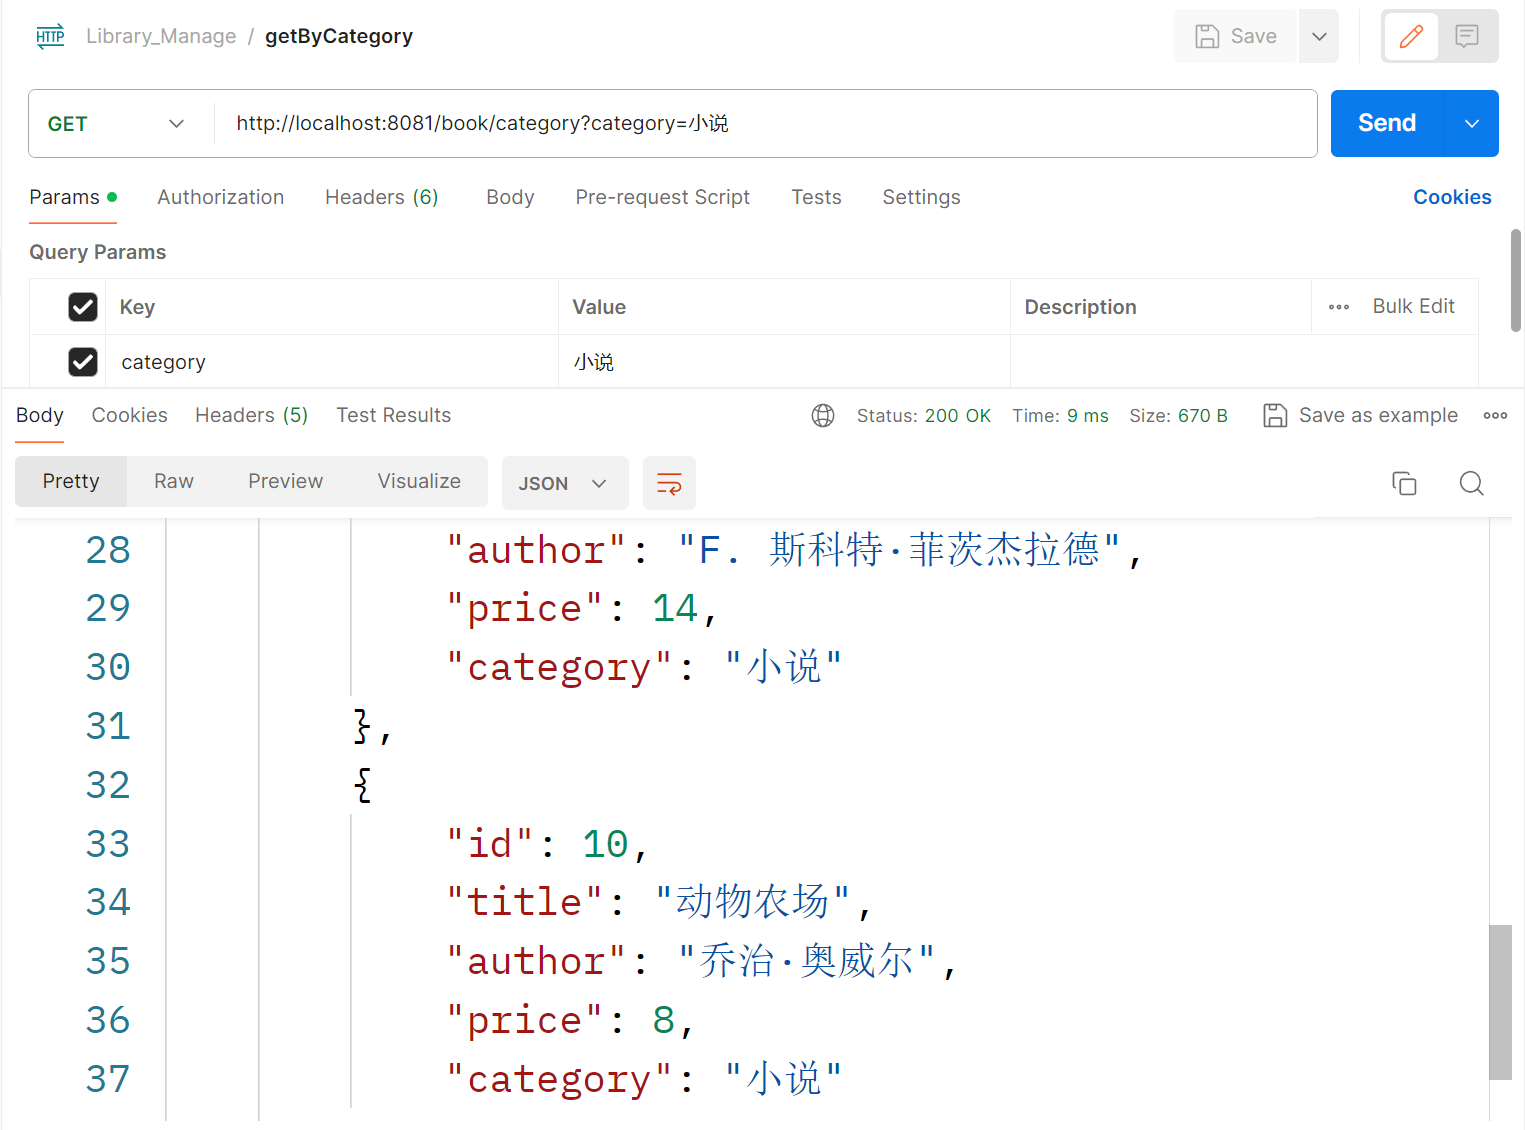 HTTP Library_Manage / getByCategory Save
GET http://localhost:8081/book/category?category=小说 Send
Params Authorization Headers (6) Body Pre-request Script Tests Settings Cookies
Query Params
Key Value Description Bulk Edit
category 小说
Body Cookies Headers (5) Test Results Status: 200 OK Time: 9 ms Size: 670 B Save as example
Pretty Raw Preview Visualize JSON
28 "author": "F. 斯科特·菲茨杰拉德",
29 "price": 14,
30 "category": "小说"
31 },
32 {
33 "id": 10,
34 "title": "动物农场",
35 "author": "乔治·奥威尔",
36 "price": 8,
37 "category": "小说"